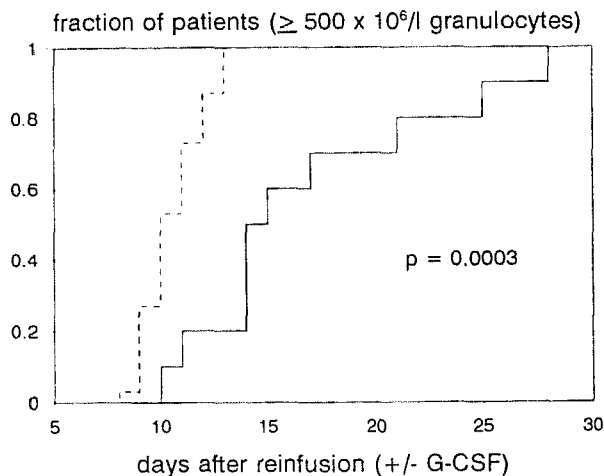 fraction of patients (≥ 500 x 10⁶/l granulocytes)
1
0.8
0.6
0.4
0.2
0
p = 0.0003
5 10 15 20 25 30
days after reinfusion (+/- G-CSF)